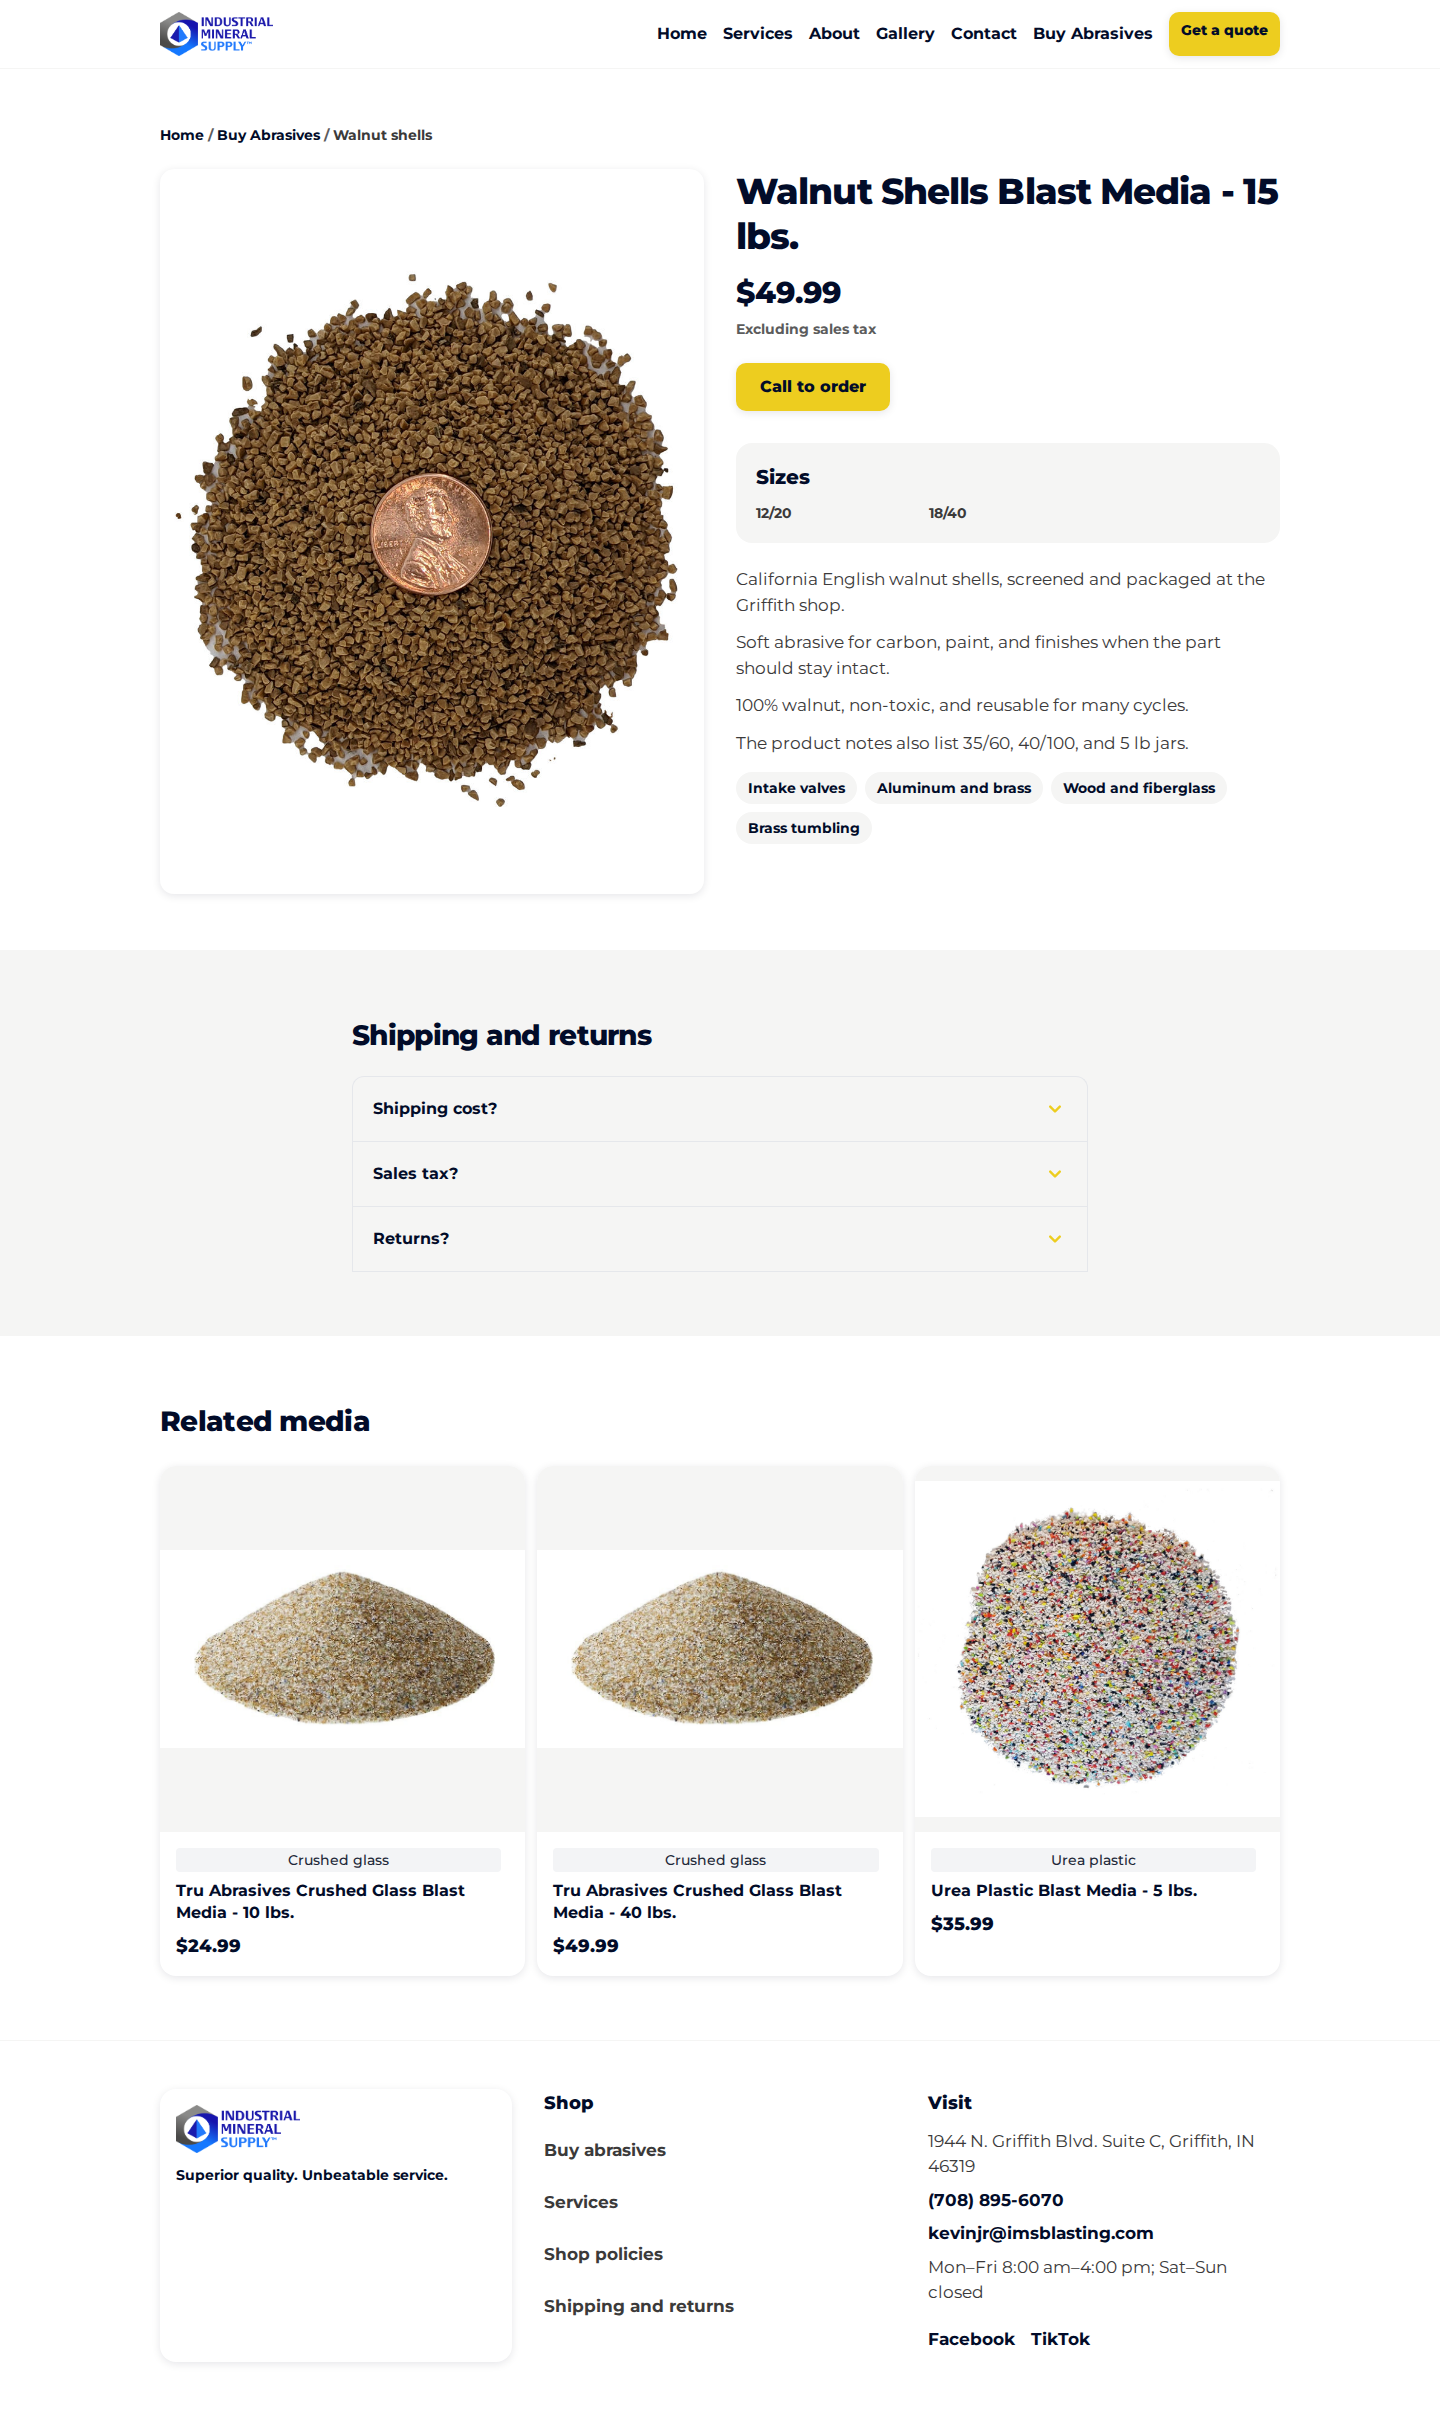 INDUSTRIAL
MINERAL
SUPPLY™
Home Services About Gallery Contact Buy Abrasives Get a quote
Home / Buy Abrasives / Walnut shells
Walnut Shells Blast Media - 15
lbs.
$49.99
Excluding sales tax
Call to order
Sizes
12/20 18/40
California English walnut shells, screened and packaged at the
Griffith shop.
Soft abrasive for carbon, paint, and finishes when the part
should stay intact.
100% walnut, non-toxic, and reusable for many cycles.
The product notes also list 35/60, 40/100, and 5 lb jars.
Intake valves Aluminum and brass Wood and fiberglass
Brass tumbling
LIBERTY
Shipping and returns
Shipping cost?
Sales tax?
Returns?
Related media
Crushed glass
Tru Abrasives Crushed Glass Blast
Media - 10 lbs.
$24.99
Crushed glass
Tru Abrasives Crushed Glass Blast
Media - 40 lbs.
$49.99
Urea plastic
Urea Plastic Blast Media - 5 lbs.
$35.99
INDUSTRIAL
MINERAL
SUPPLY™
Superior quality. Unbeatable service.
Shop
Buy abrasives
Services
Shop policies
Shipping and returns
Visit
1944 N. Griffith Blvd. Suite C, Griffith, IN
46319
(708) 895-6070
kevinjr@imsblasting.com
Mon–Fri 8:00 am–4:00 pm; Sat–Sun
closed
Facebook TikTok